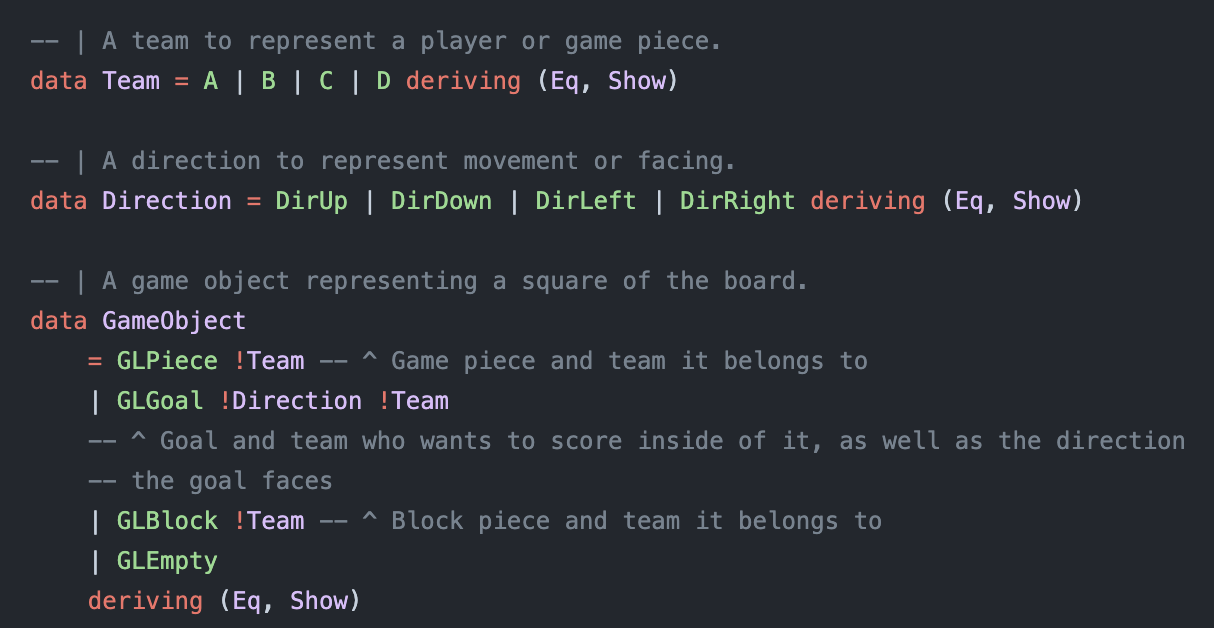 -- | A team to represent a player or game piece.
data Team = A | B | C | D deriving (Eq, Show)
-- | A direction to represent movement or facing.
data Direction = DirUp | DirDown | DirLeft | DirRight deriving (Eq, Show)
-- | A game object representing a square of the board.
data GameObject
    = GLPiece !Team -- ^ Game piece and team it belongs to
    | GLGoal !Direction !Team
    -- ^ Goal and team who wants to score inside of it, as well as the direction
    -- the goal faces
    | GLBlock !Team -- ^ Block piece and team it belongs to
    | GLEmpty
    deriving (Eq, Show)